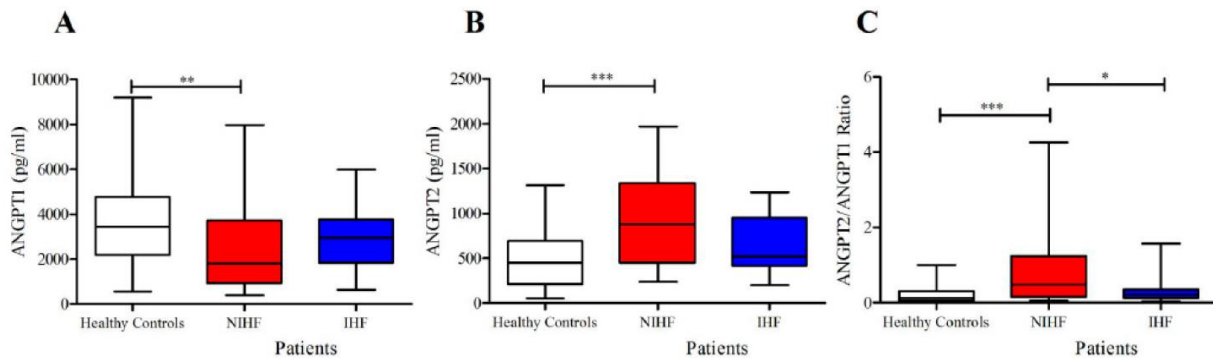 A
ANGPT1 (pg/ml)
10000
8000
6000
4000
2000
0
**
Healthy Controls NIHF IHF
Patients
B
ANGPT2 (pg/ml)
2500
2000
1500
1000
500
0
***
Healthy Controls NIHF IHF
Patients
C
ANGPT2/ANGPT1 Ratio
6
4
2
0
***
*
Healthy Controls NIHF IHF
Patients